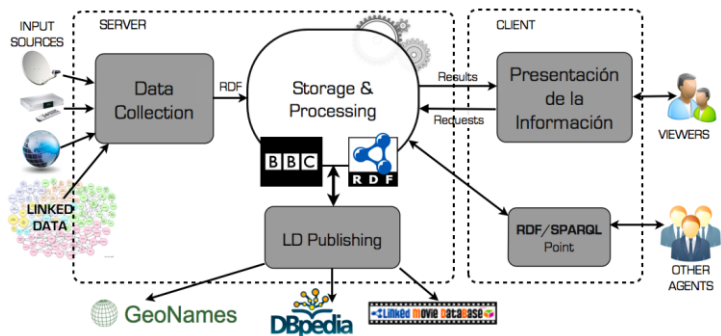 INPUT
SOURCES
SERVER
CLIENT
Data
Collection
RDF
Storage &
Processing
Results
Requests
Presentación
de la
Información
VIEWERS
BBC
RDF
LINKED
DATA
LD Publishing
RDF/SPARQL
Point
OTHER
AGENTS
GeoNames
DBpedia
Linked Movie DataBase